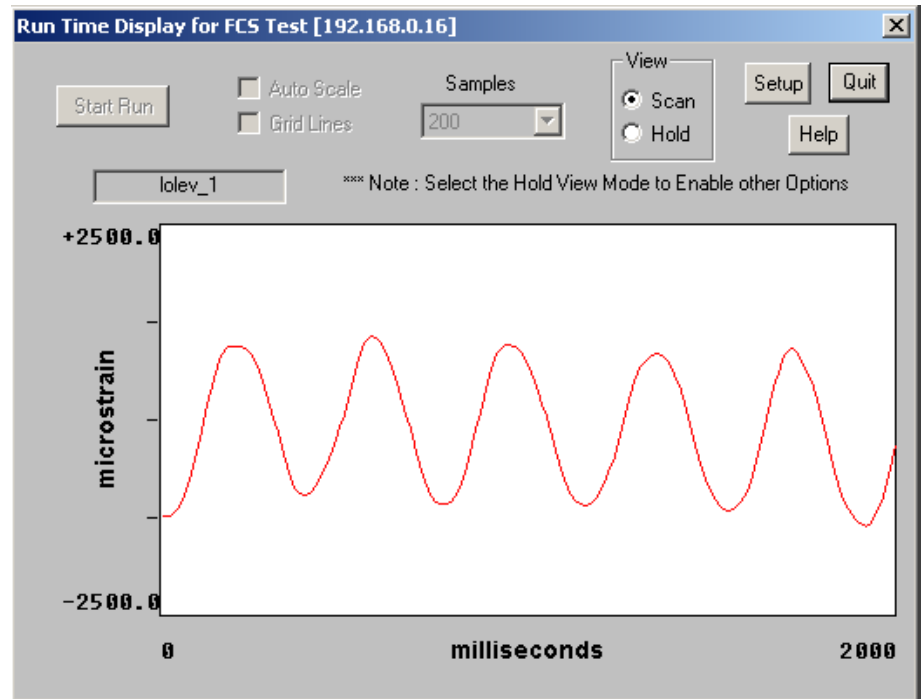 Run Time Display for FCS Test [192.168.0.16]
Start Run
Auto Scale
Grid Lines
Samples
200
View
Scan
Hold
Setup
Quit
Help
lolev_1
*** Note : Select the Hold View Mode to Enable other Options
+2500.0
microstrain
-2500.0
0
milliseconds
2000